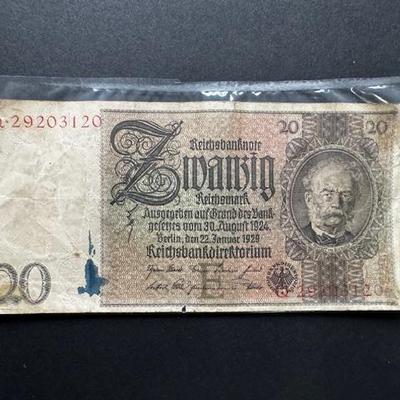 29203120
20 20
Reichsbanknote
Zwanzig
Reichsmark
Ausgegeben auf Grund des Bank-
gesetzes vom 30. August 1924
Berlin, den 22. Januar 1929
Reichsbankdirektorium
E
20
Q·29203120